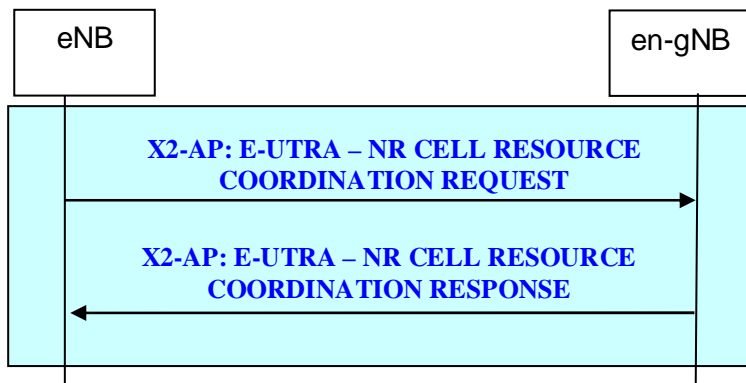 eNB
en-gNB
X2-AP: E-UTRA – NR CELL RESOURCE
COORDINATION REQUEST
X2-AP: E-UTRA – NR CELL RESOURCE
COORDINATION RESPONSE